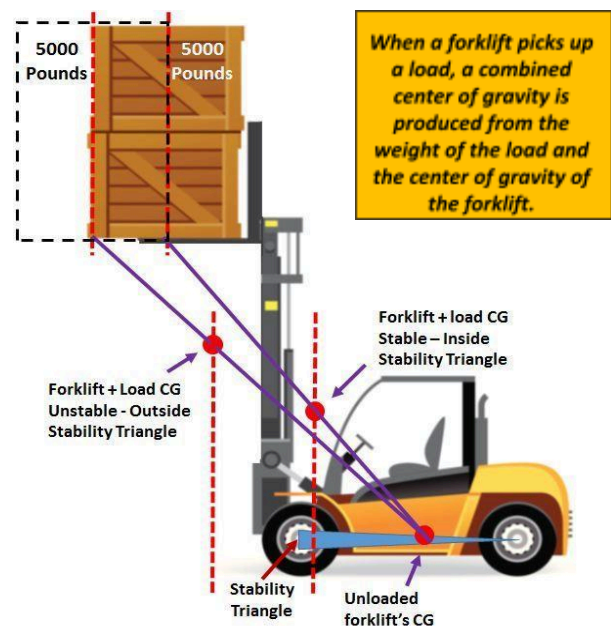 5000
Pounds
5000
Pounds
When a forklift picks up
a load, a combined
center of gravity is
produced from the
weight of the load and
the center of gravity of
the forklift.
Forklift + load CG
Stable – Inside
Stability Triangle
Forklift + Load CG
Unstable - Outside
Stability Triangle
Stability
Triangle
Unloaded
forklift's CG